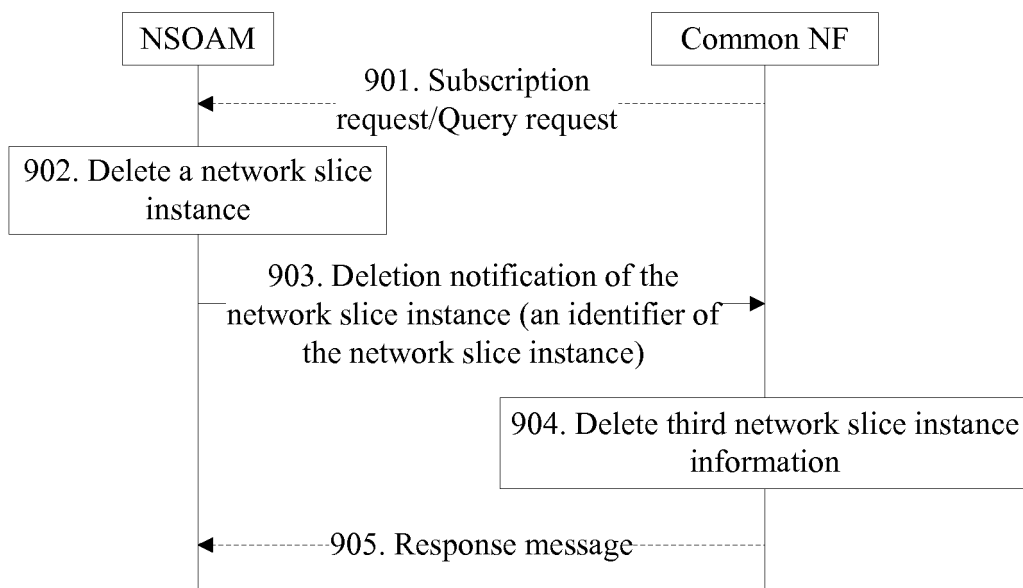 NSOAM
Common NF
901. Subscription
request/Query request
902. Delete a network slice
instance
903. Deletion notification of the
network slice instance (an identifier of
the network slice instance)
904. Delete third network slice instance
information
905. Response message